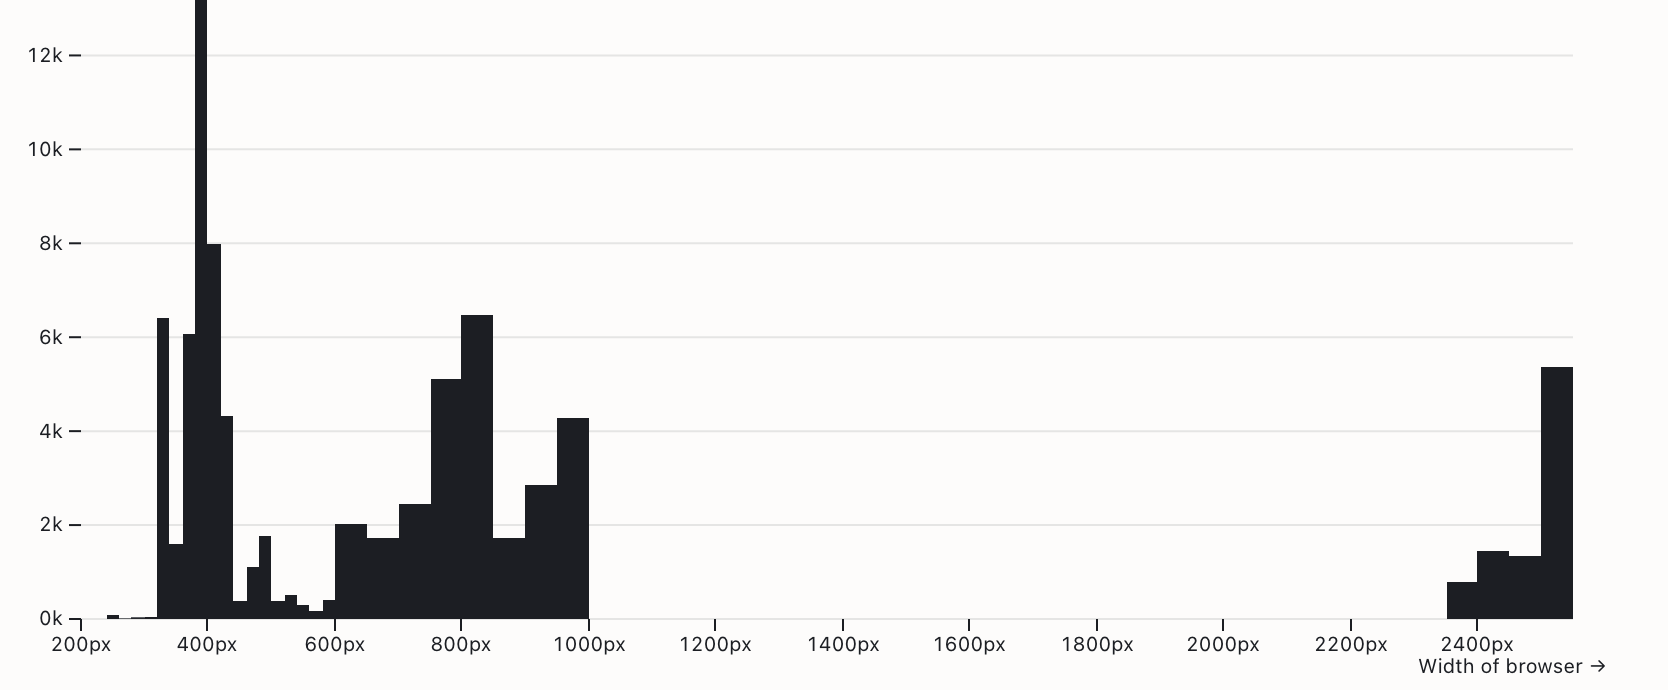 12k
10k
8k
6k
4k
2k
0k
200px 400px 600px 800px 1000px 1200px 1400px 1600px 1800px 2000px 2200px 2400px
Width of browser →